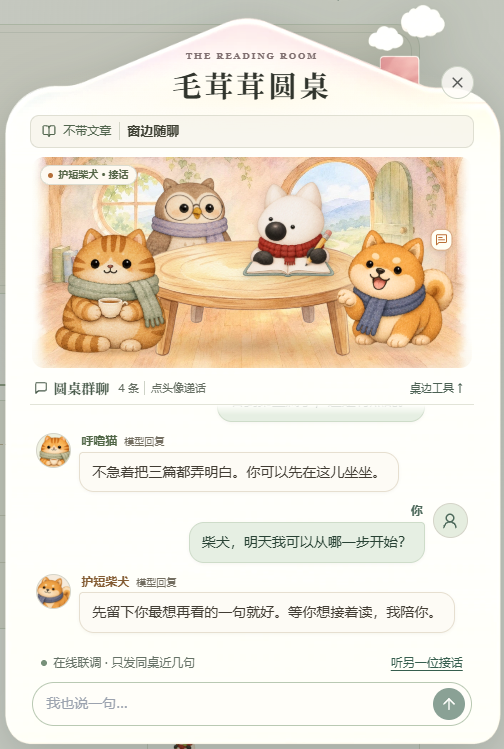 THE READING ROOM
毛茸茸圆桌
不带文章 窗边随聊
护短柴犬 • 接话
圆桌群聊 4 条 点头像递话 桌边工具↑
呼噜猫 模型回复
不急着把三篇都弄明白。你可以先在这儿坐坐。
你
柴犬，明天我可以从哪一步开始？
护短柴犬 模型回复
先留下你最想再看的一句就好。等你想接着读，我陪你。
在线联调 · 只发同桌近几句 听另一位接话
我也说一句...